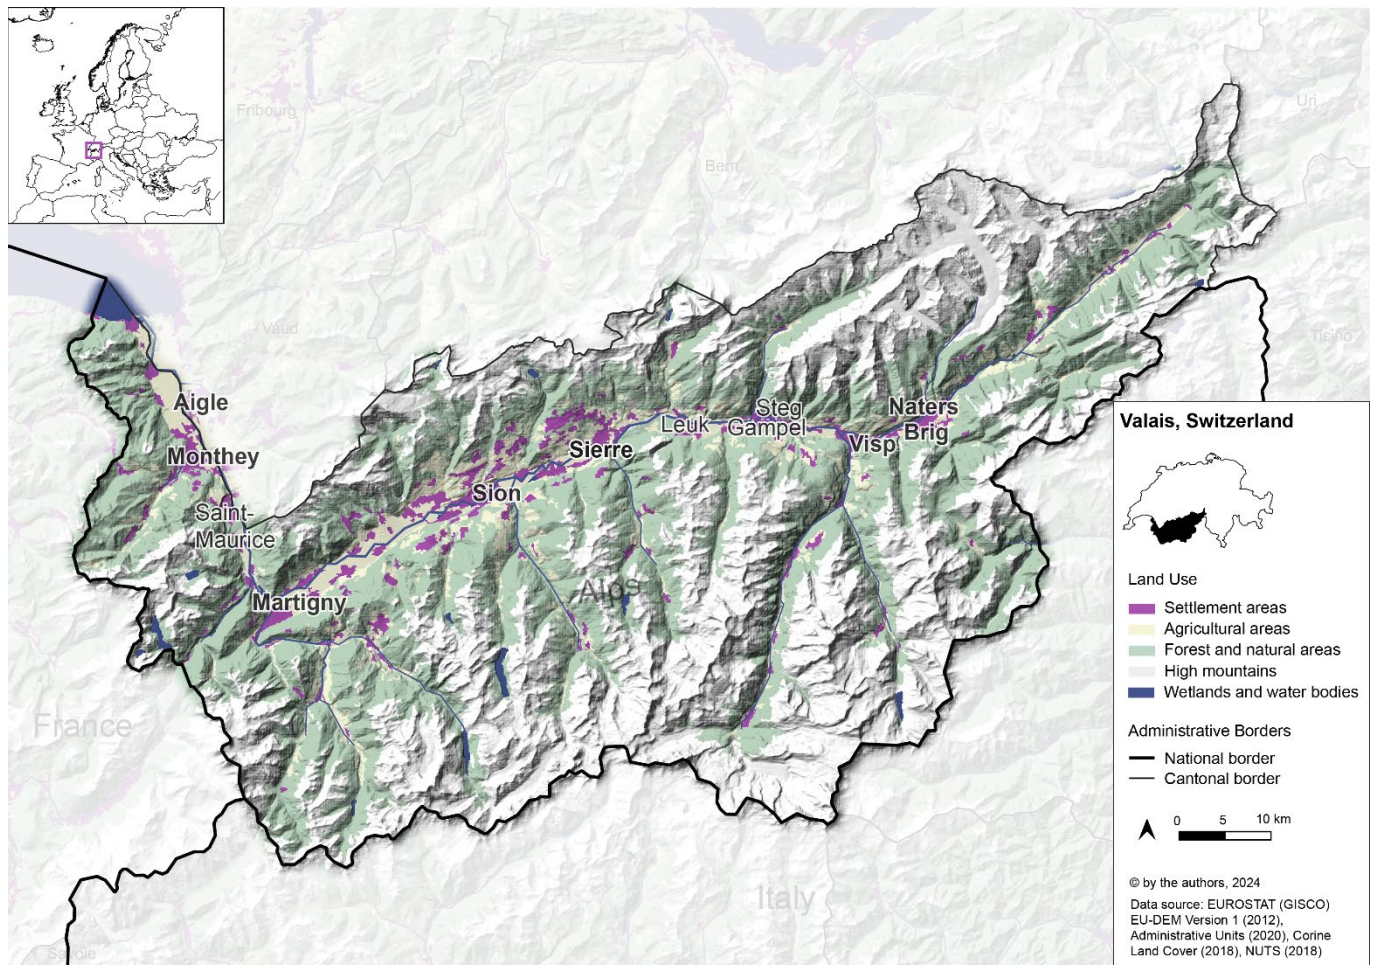 Fribourg
Bern
Uri
Vaud
Ticino
Aigle
Monthey
Saint-
Maurice
Martigny
Sion
Sierre
Leuk
Steg
Gampel
Visp
Naters
Brig
Alps
France
Italy
Savoie
Valais, Switzerland
Land Use
Settlement areas
Agricultural areas
Forest and natural areas
High mountains
Wetlands and water bodies
Administrative Borders
National border
Cantonal border
0 5 10 km
© by the authors, 2024
Data source: EUROSTAT (GISCO)
EU-DEM Version 1 (2012),
Administrative Units (2020), Corine
Land Cover (2018), NUTS (2018)